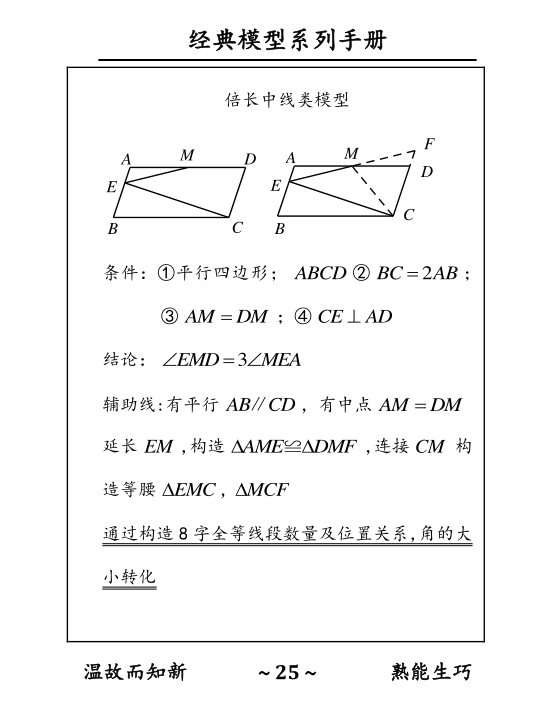 经典模型系列手册
倍长中线类模型
A M D
E
B C
A M F
D
E
B C
条件：①平行四边形； ABCD ② BC = 2AB；
③ AM = DM ；④ CE ⊥ AD
结论： ∠EMD = 3∠MEA
辅助线:有平行 AB∥CD ，有中点 AM = DM
延长 EM ,构造 ΔAME≌ΔDMF ,连接 CM 构
造等腰 ΔEMC ，ΔMCF
通过构造 8 字全等线段数量及位置关系,角的大
小转化
温故而知新 ~ 25 ~ 熟能生巧